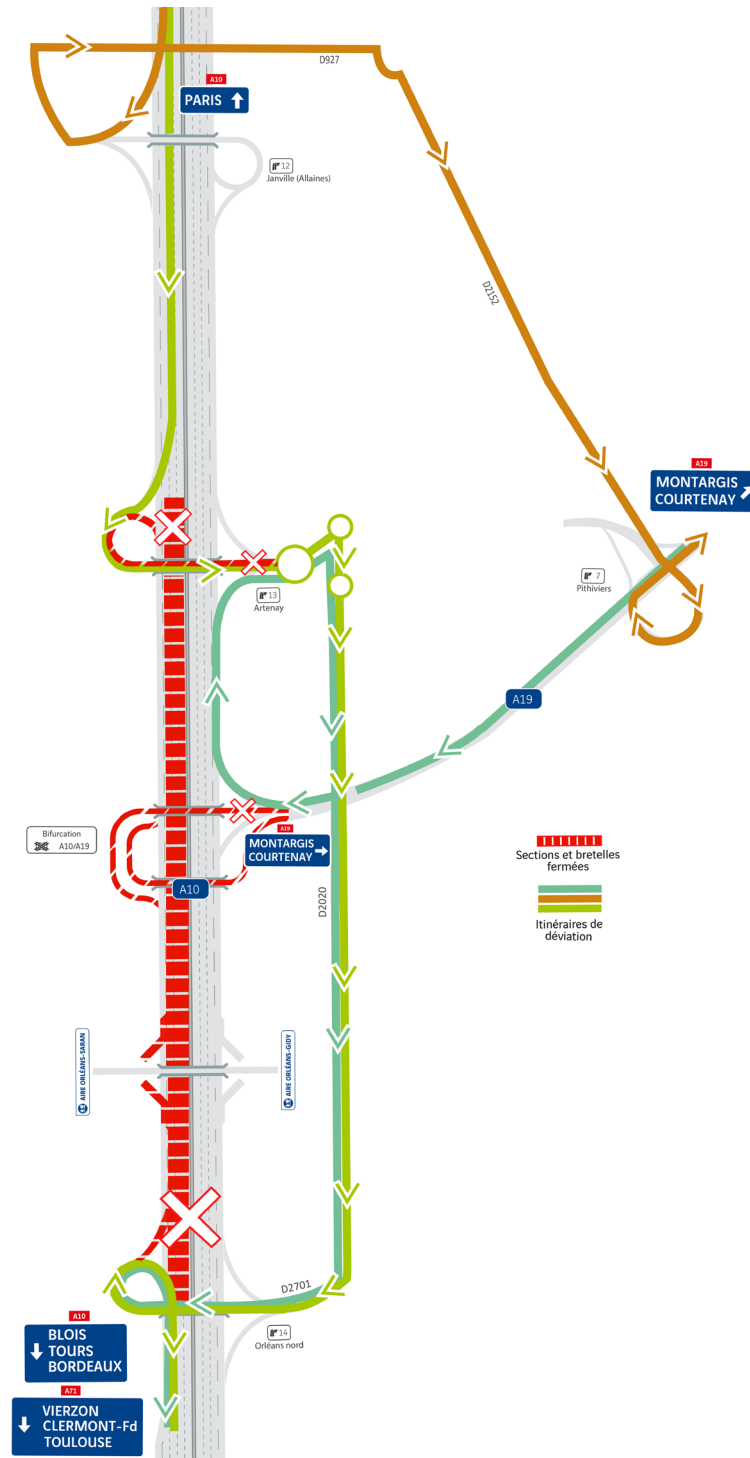 D927
A10
PARIS
12
Janville (Allaines)
D2152
A19
MONTARGIS
COURTENAY
13
Artenay
7
Pithiviers
A19
Bifurcation
A10/A19
A19
MONTARGIS
COURTENAY
A10
D2020
Sections et bretelles
fermées
Itinéraires de
déviation
AIRE ORLÉANS-SARAN
AIRE ORLÉANS-GIDY
D2701
14
Orléans nord
A10
BLOIS
TOURS
BORDEAUX
A71
VIERZON
CLERMONT-Fd
TOULOUSE